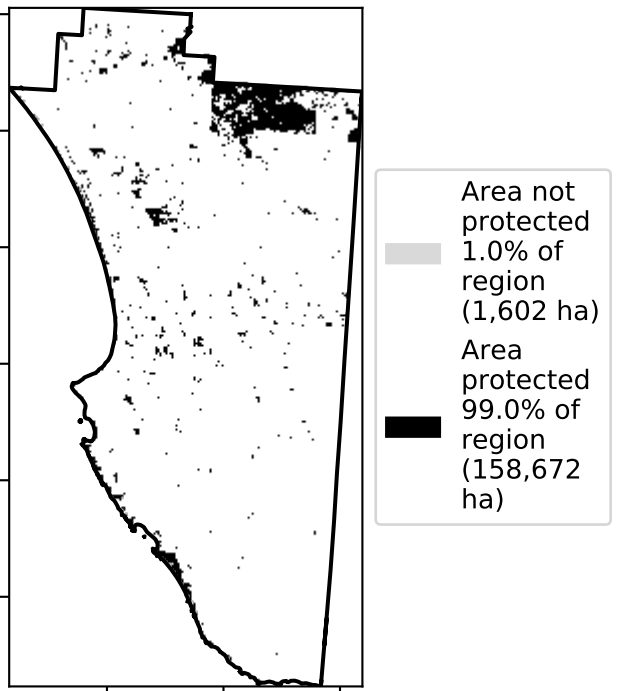 Area not
protected
1.0% of
region
(1,602 ha)
Area
protected
99.0% of
region
(158,672
ha)